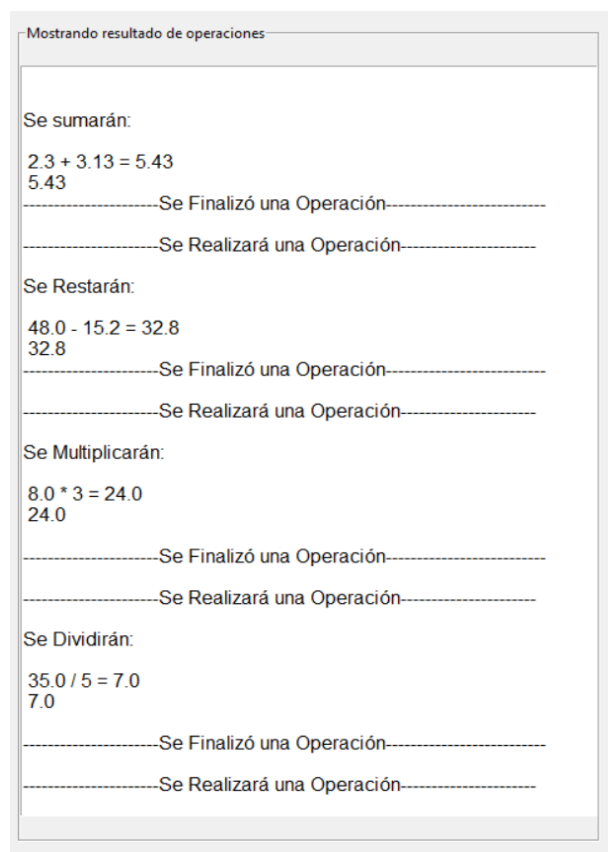 Mostrando resultado de operaciones
Se sumarán:
2.3 + 3.13 = 5.43
5.43
----------------------Se Finalizó una Operación--------------------------
----------------------Se Realizará una Operación----------------------
Se Restarán:
48.0 - 15.2 = 32.8
32.8
----------------------Se Finalizó una Operación--------------------------
----------------------Se Realizará una Operación----------------------
Se Multiplicarán:
8.0 * 3 = 24.0
24.0
----------------------Se Finalizó una Operación--------------------------
----------------------Se Realizará una Operación----------------------
Se Dividirán:
35.0 / 5 = 7.0
7.0
----------------------Se Finalizó una Operación--------------------------
----------------------Se Realizará una Operación----------------------